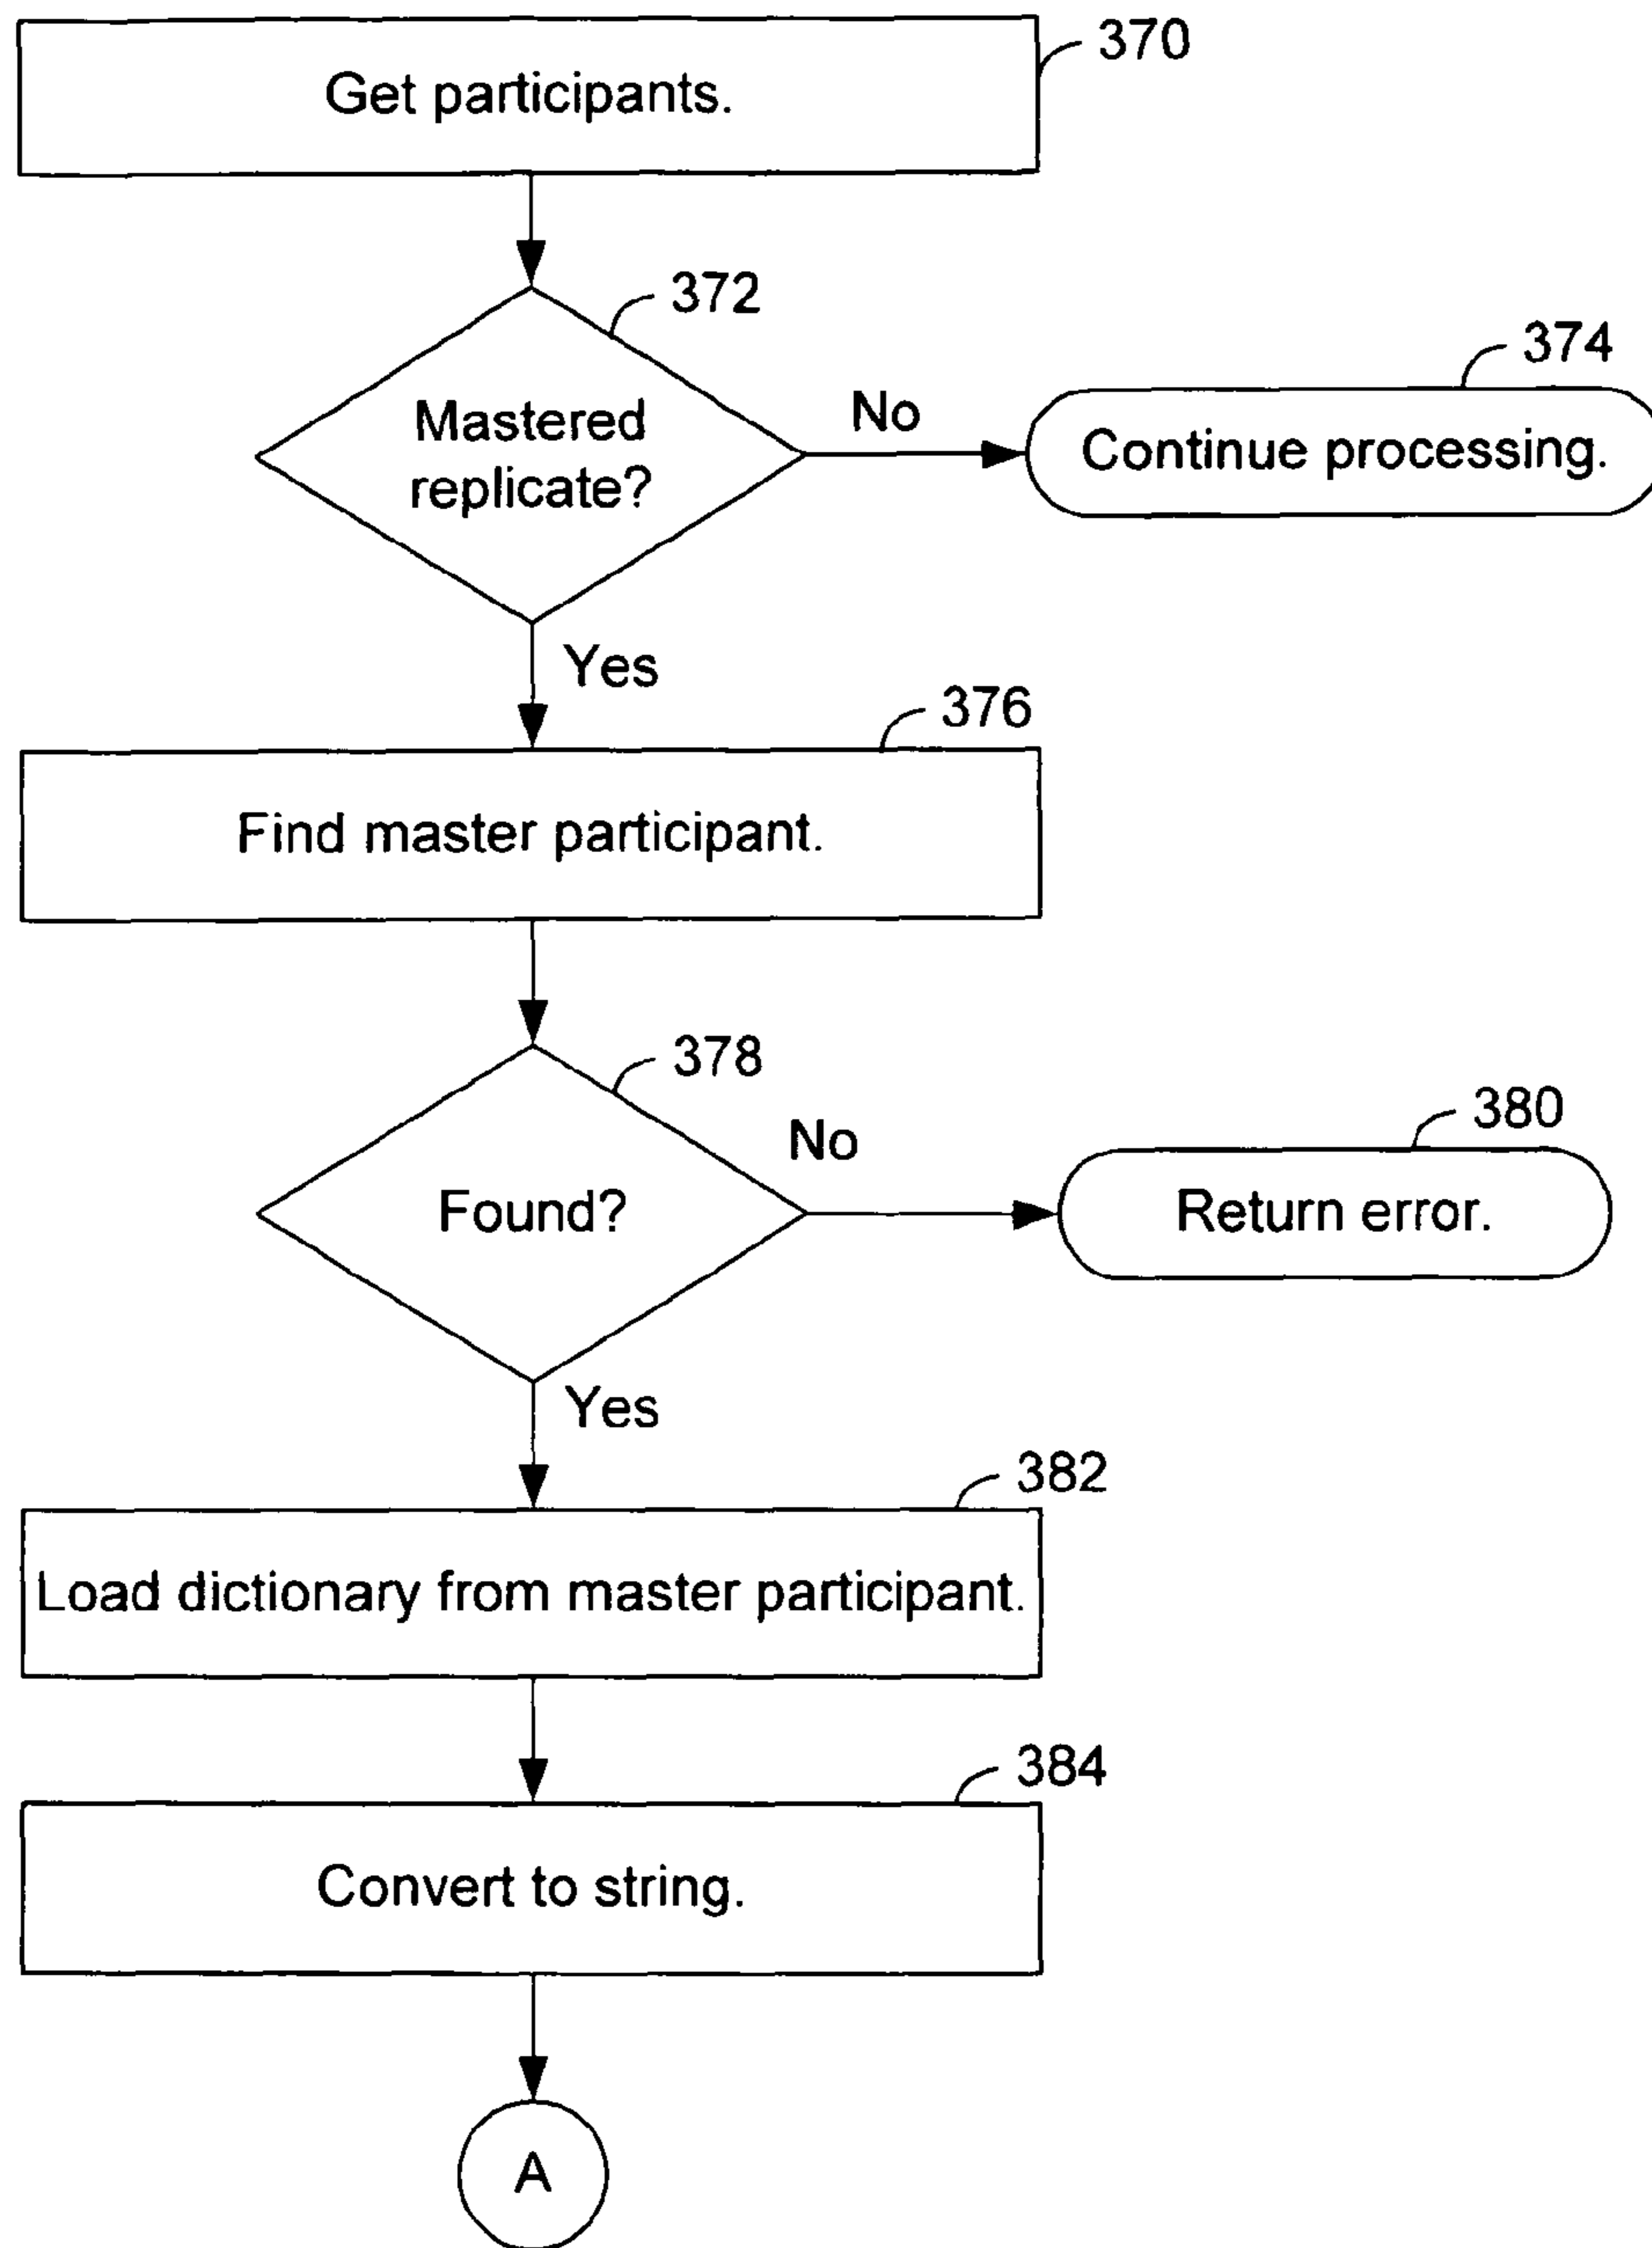 370
Get participants.
372
Mastered
replicate?
No
374
Continue processing.
Yes
376
Find master participant.
378
Found?
No
380
Return error.
Yes
382
Load dictionary from master participant.
384
Convert to string.
A